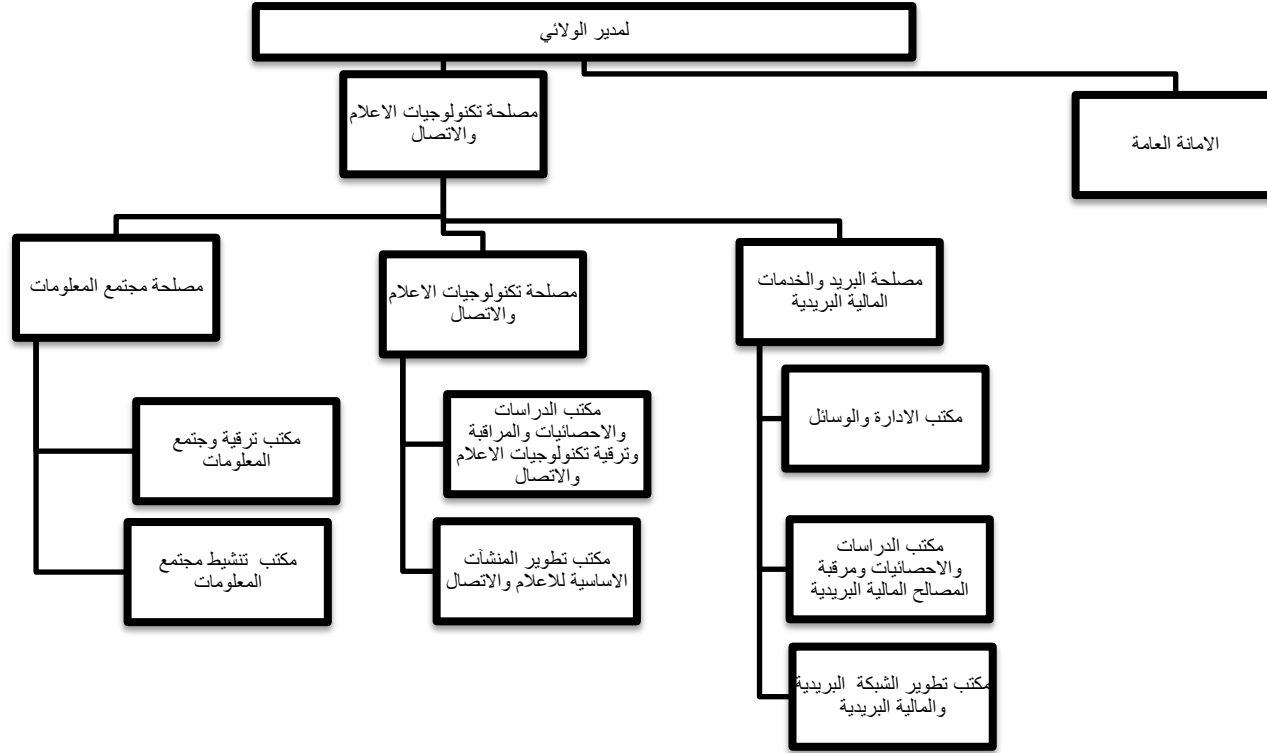 لمدير الولائي
مصلحة تكنولوجيات الاعلام
والاتصال
الامانة العامة
مصلحة البريد والخدمات
المالية البريدية
مصلحة تكنولوجيات الاعلام
والاتصال
مصلحة مجتمع المعلومات
مكتب الادارة والوسائل
مكتب الدراسات
والاحصائيات ومرقبة
المصالح المالية البريدية
مكتب تطوير الشبكة البريدية
والمالية البريدية
مكتب الدراسات
والاحصائيات والمراقبة
وترقية تكنولوجيات الاعلام
والاتصال
مكتب تطوير المنشآت
الاساسية للاعلام والاتصال
مكتب ترقية وجتمع
المعلومات
مكتب تنشيط مجتمع
المعلومات